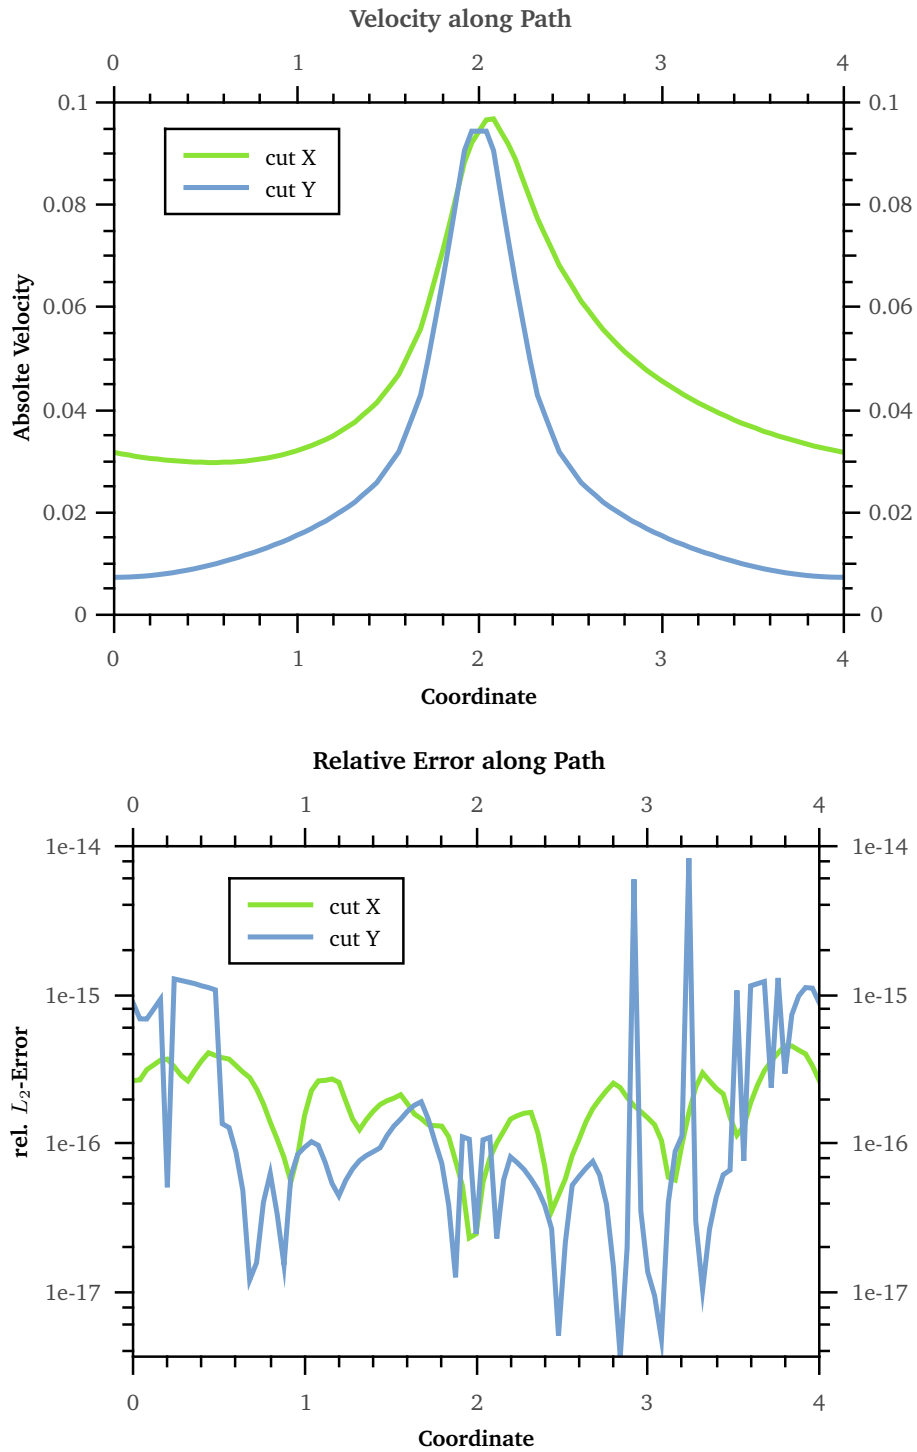 Velocity along Path
0 1 2 3 4
0.1 0.1
cut X
cut Y
0.08 0.08
0.06 0.06
Absolte Velocity
0.04 0.04
0.02 0.02
0 0
0 1 2 3 4
Coordinate
Relative Error along Path
0 1 2 3 4
1e-14 1e-14
cut X
cut Y
1e-15 1e-15
rel. L₂-Error
1e-16 1e-16
1e-17 1e-17
0 1 2 3 4
Coordinate